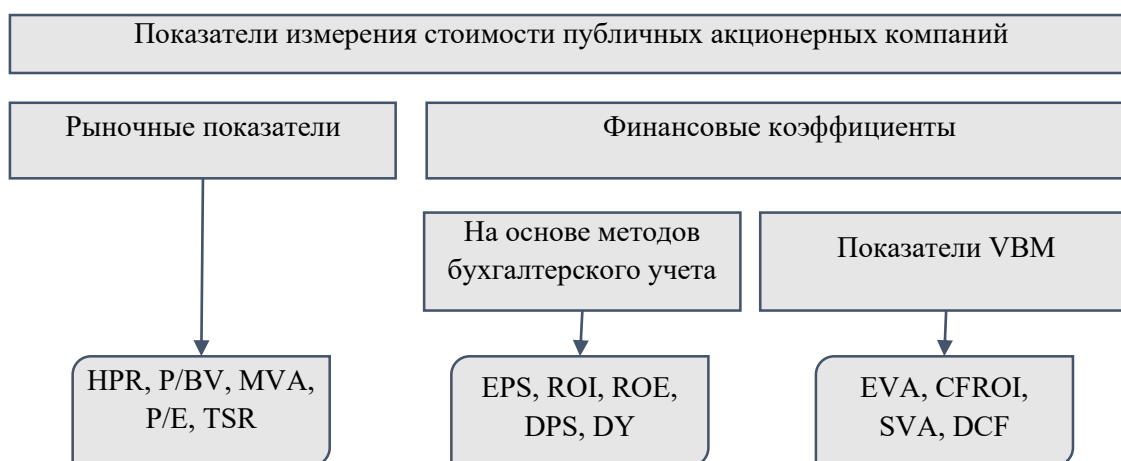 Показатели измерения стоимости публичных акционерных компаний
Рыночные показатели
Финансовые коэффициенты
На основе методов
бухгалтерского учета
Показатели VBM
HPR, P/BV, MVA,
P/E, TSR
EPS, ROI, ROE,
DPS, DY
EVA, CFROI,
SVA, DCF